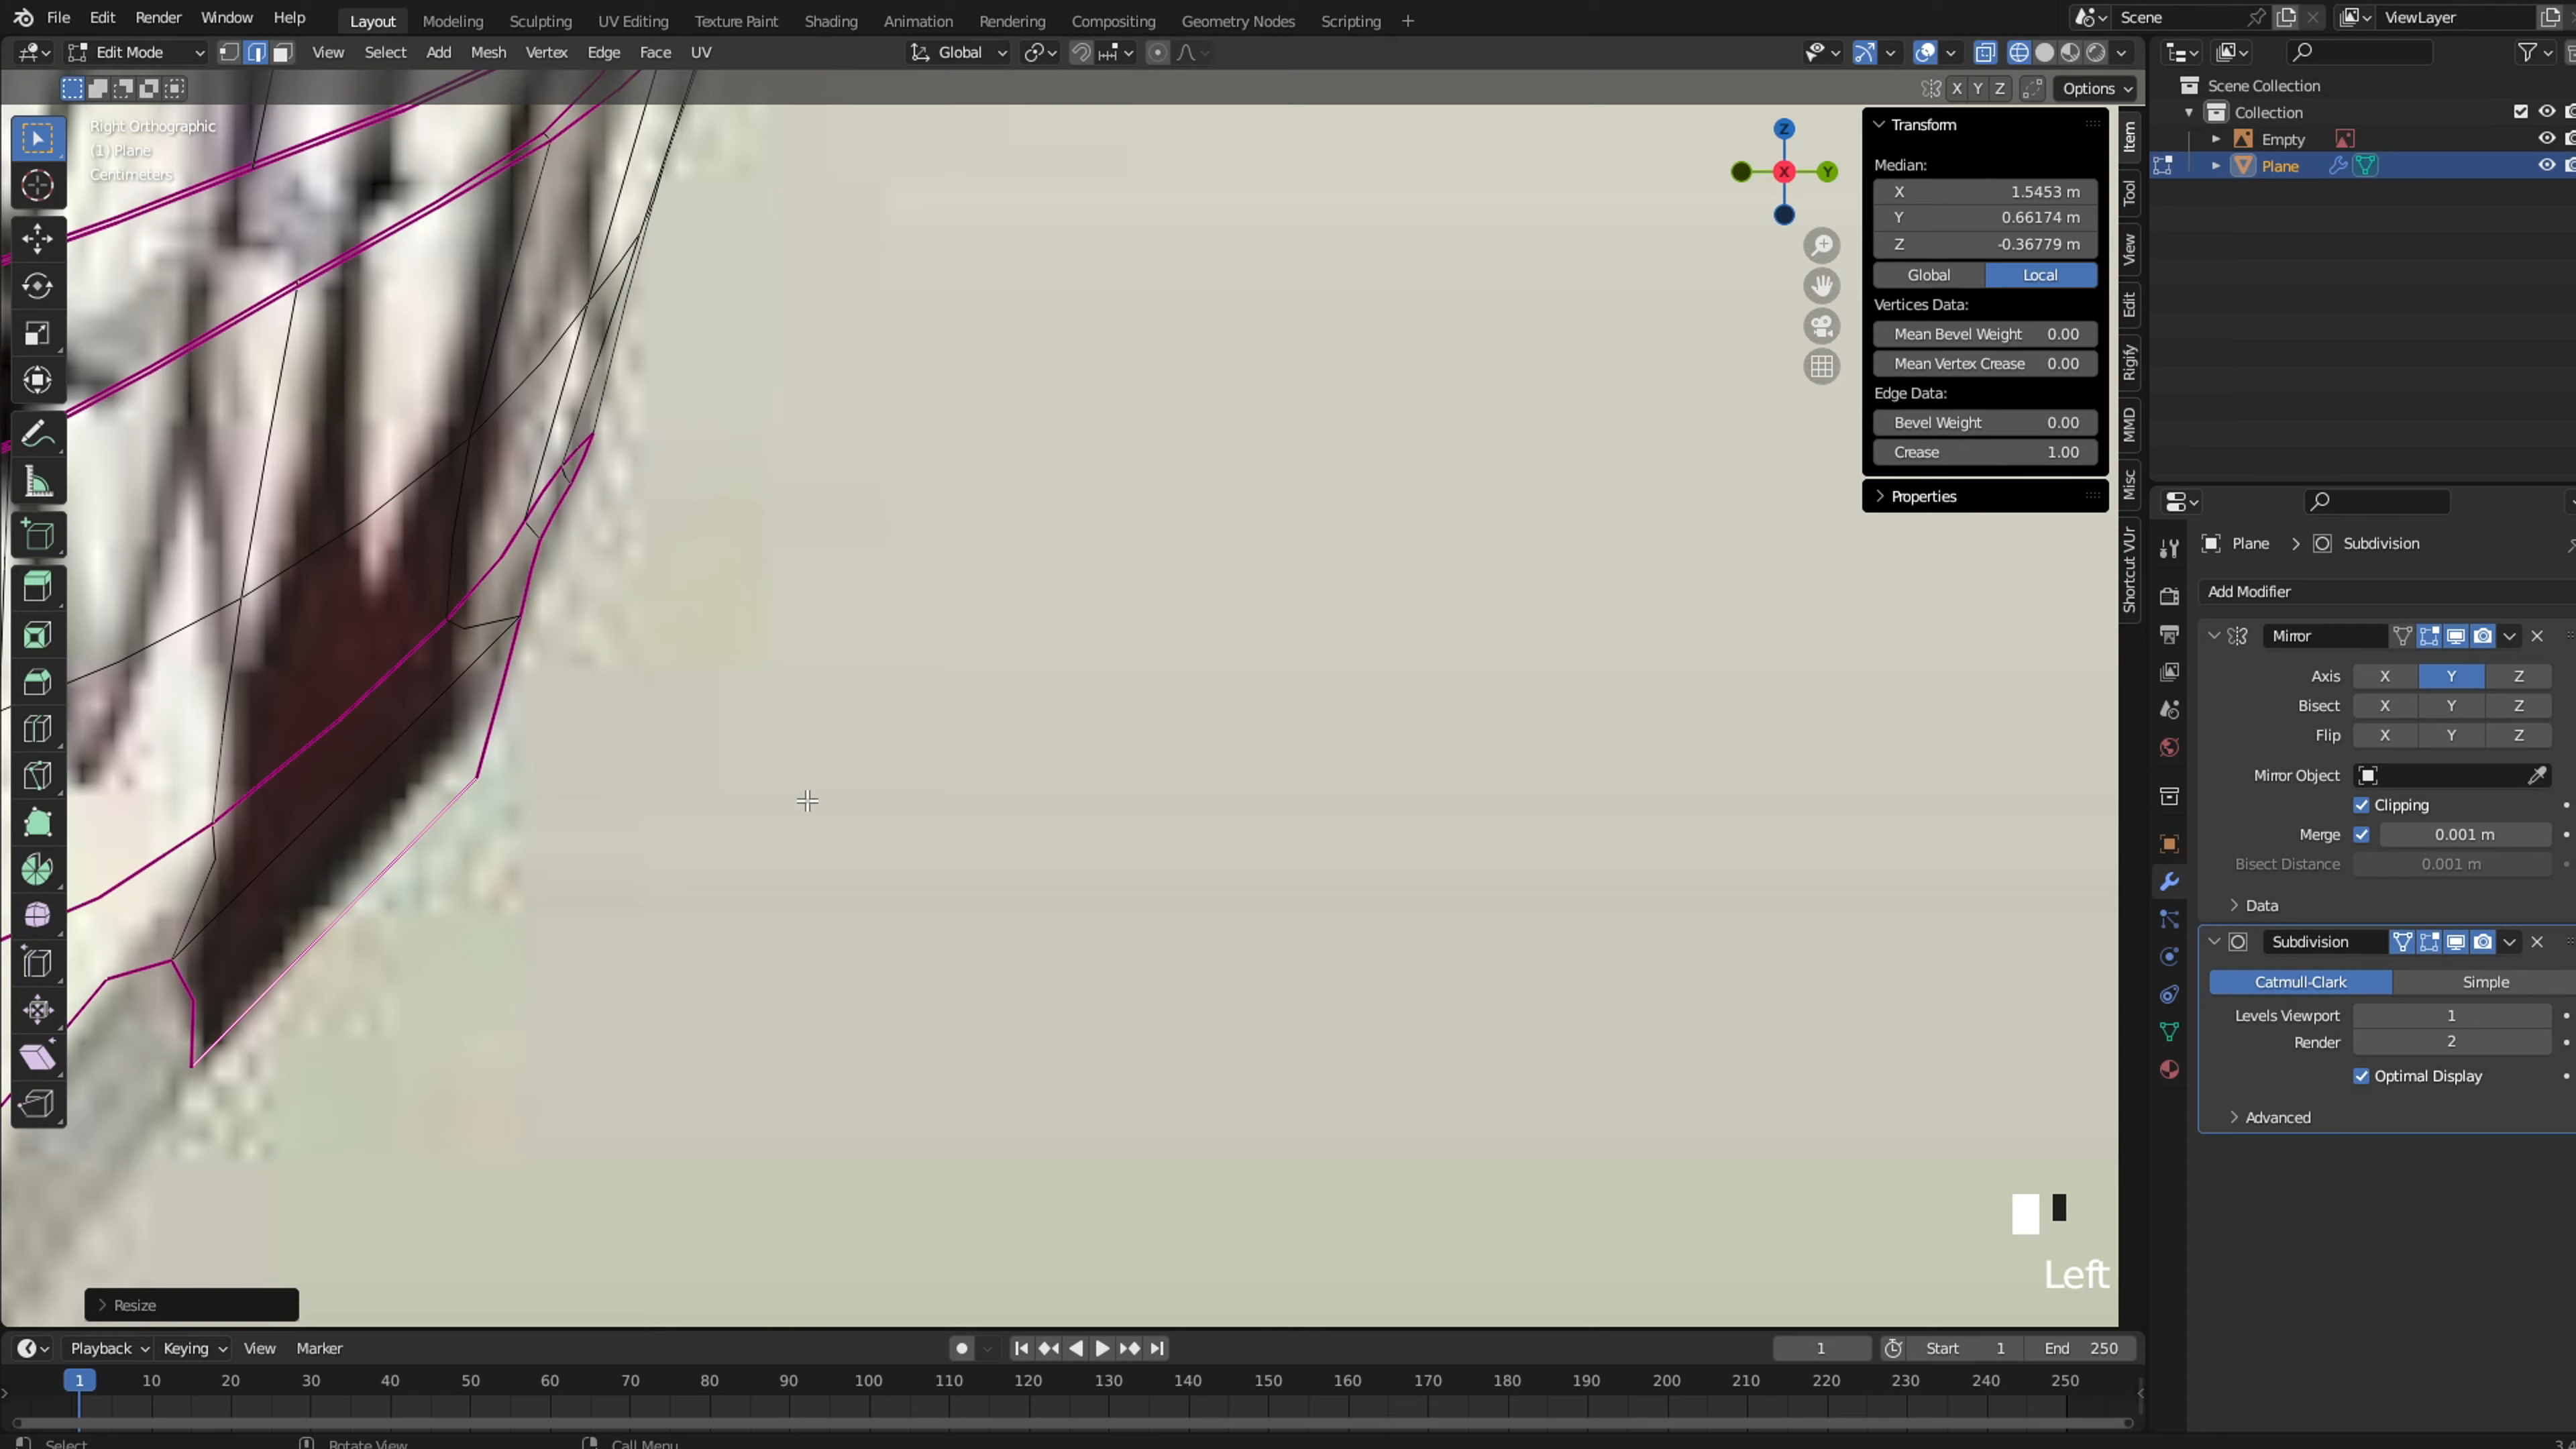 File Edit Render Window Help Layout Modeling Sculpting UV Editing Texture Paint Shading Animation Rendering Compositing Geometry Nodes Scripting + Scene ViewLayer
Edit Mode View Select Add Mesh Vertex Edge Face UV Global
X Y Z Options
Right Orthographic
(1) Plane
Centimeters
Z
X Y
Transform
Median:
X 1.5453 m
Y 0.66174 m
Z -0.36779 m
Global Local
Vertices Data:
Mean Bevel Weight 0.00
Mean Vertex Crease 0.00
Edge Data:
Bevel Weight 0.00
Crease 1.00
Properties
Item
Tool
View
Edit
Rigify
MMD
Misc
Shortcut VUr
Scene Collection
Collection
Empty
Plane
Plane > Subdivision
Add Modifier
Mirror
Axis X Y Z
Bisect X Y Z
Flip X Y Z
Mirror Object
Clipping
Merge 0.001 m
Bisect Distance 0.001 m
Data
Subdivision
Catmull-Clark Simple
Levels Viewport 1
Render 2
Optimal Display
Advanced
Left
Resize
Playback Keying View Marker 1 Start 1 End 250
1 10 20 30 40 50 60 70 80 90 100 110 120 130 140 150 160 170 180 190 200 210 220 230 240 250
Select Rotate View Call Menu